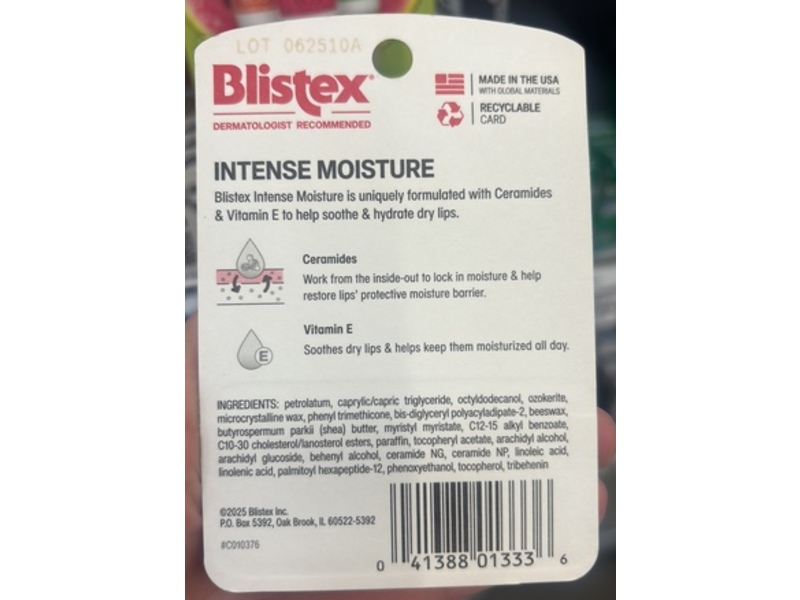 LOT 062510A
Blistex®
DERMATOLOGIST RECOMMENDED
MADE IN THE USA
WITH GLOBAL MATERIALS
RECYCLABLE
CARD
INTENSE MOISTURE
Blistex Intense Moisture is uniquely formulated with Ceramides
& Vitamin E to help soothe & hydrate dry lips.
Ceramides
Work from the inside-out to lock in moisture & help
restore lips' protective moisture barrier.
E
Vitamin E
Soothes dry lips & helps keep them moisturized all day.
INGREDIENTS: petrolatum, caprylic/capric triglyceride, octyldodecanol, ozokerite,
microcrystalline wax, phenyl trimethicone, bis-diglyceryl polyacyladipate-2, beeswax,
butyrospermum parkii (shea) butter, myristyl myristate, C12-15 alkyl benzoate,
C10-30 cholesterol/lanosterol esters, paraffin, tocopheryl acetate, arachidyl alcohol,
arachidyl glucoside, behenyl alcohol, ceramide NG, ceramide NP, linoleic acid,
linolenic acid, palmitoyl hexapeptide-12, phenoxyethanol, tocopherol, tribehenin
©2025 Blistex Inc.
P.O. Box 5392, Oak Brook, IL 60522-5392
#C010376
0 41388 01333 6